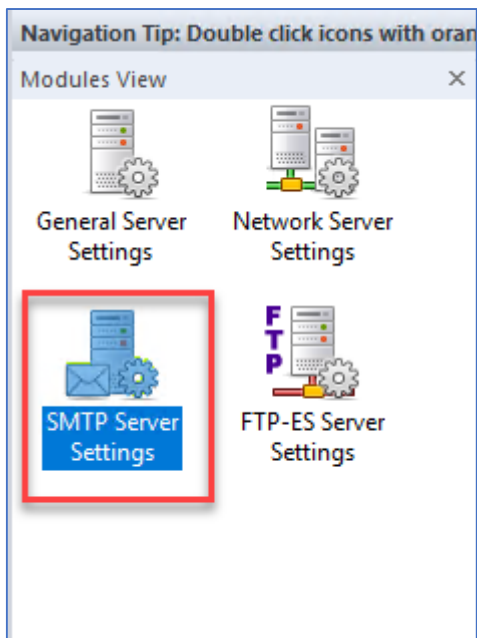 Navigation Tip: Double click icons with oran
Modules View
General Server
Settings
Network Server
Settings
SMTP Server
Settings
FTP
FTP-ES Server
Settings